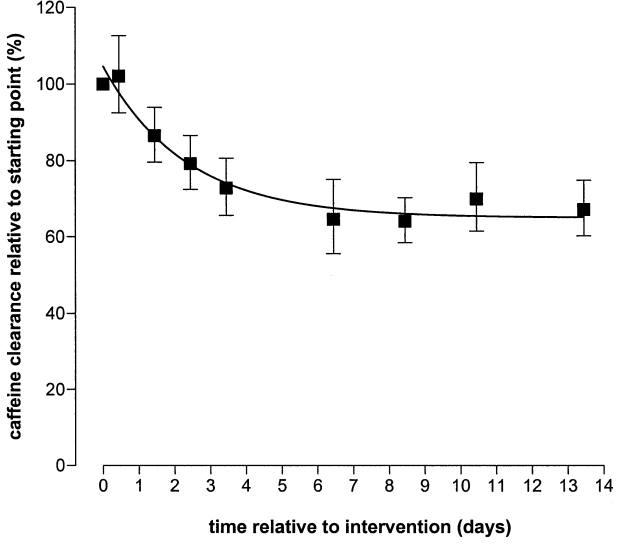 caffeine clearance relative to starting point (%)
120
100
80
60
40
20
0
0 1 2 3 4 5 6 7 8 9 10 11 12 13 14
time relative to intervention (days)